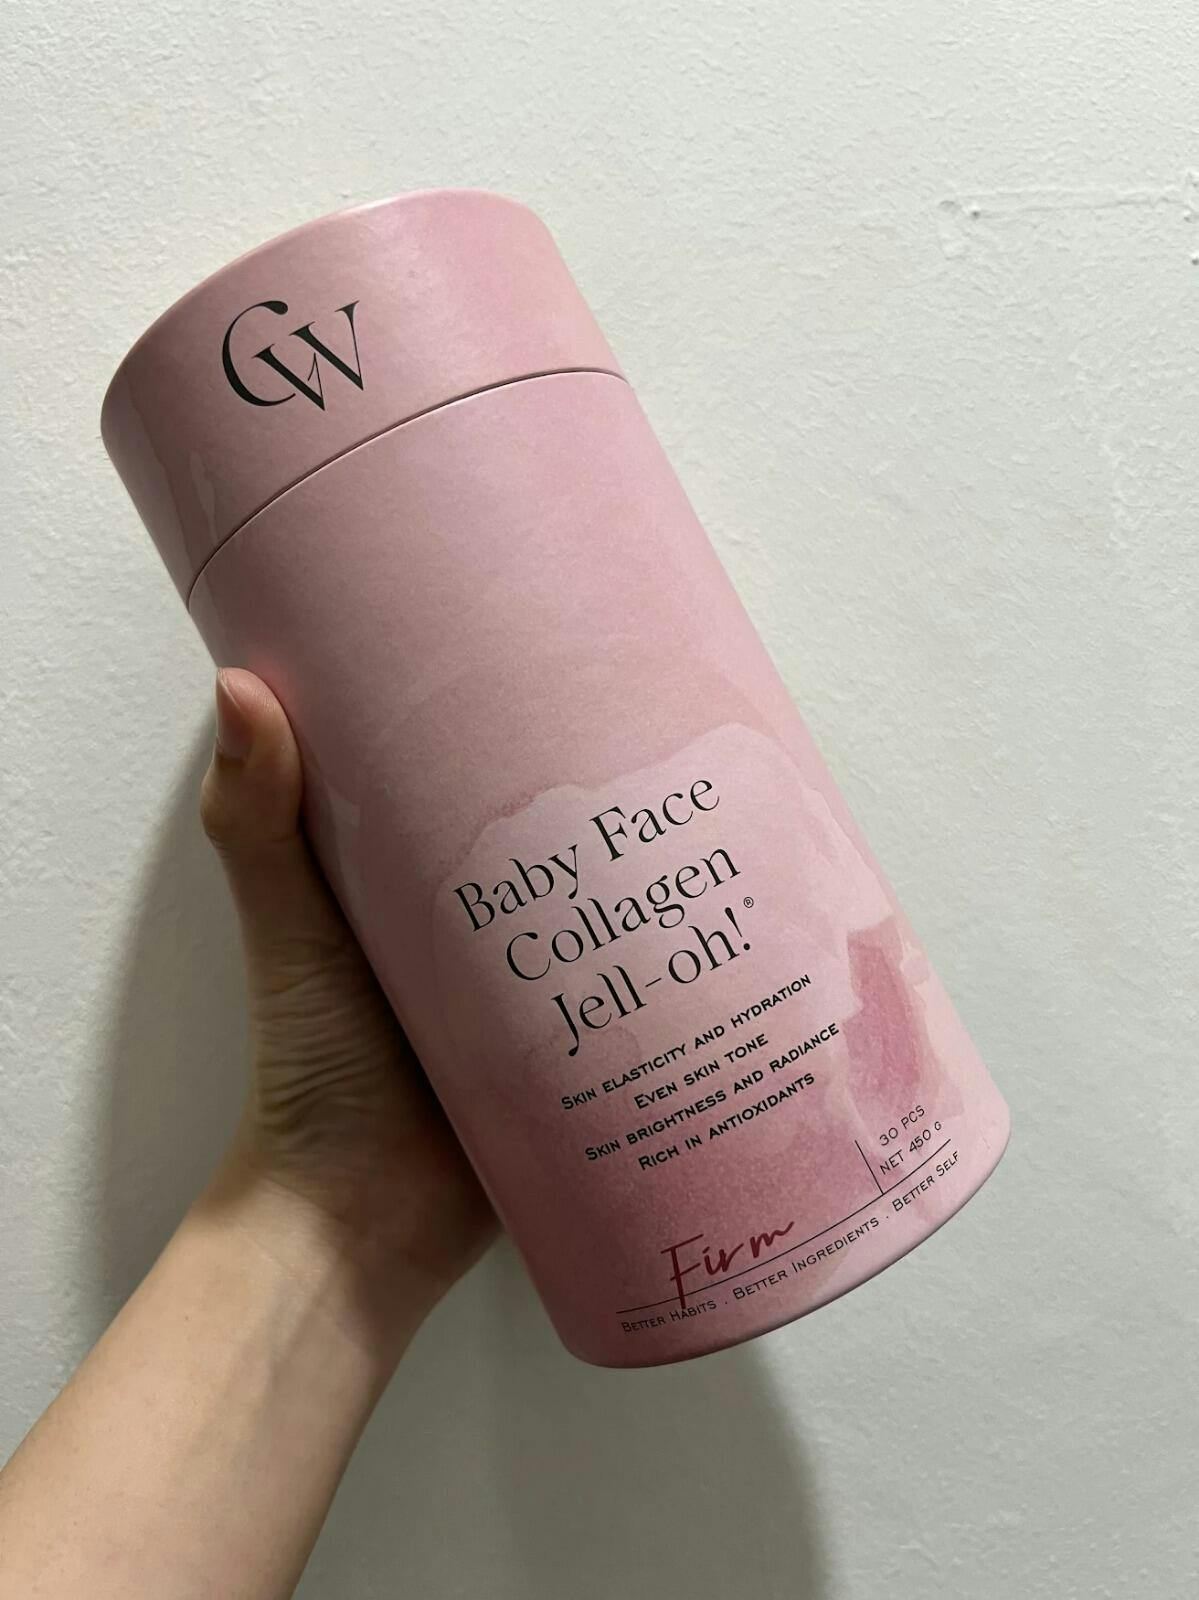 CW
Baby Face
Collagen
Jell-oh!®
SKIN ELASTICITY AND HYDRATION
EVEN SKIN TONE
SKIN BRIGHTNESS AND RADIANCE
RICH IN ANTIOXIDANTS
30 PCS
NET 450 G
Firm
BETTER HABITS . BETTER INGREDIENTS . BETTER SELF